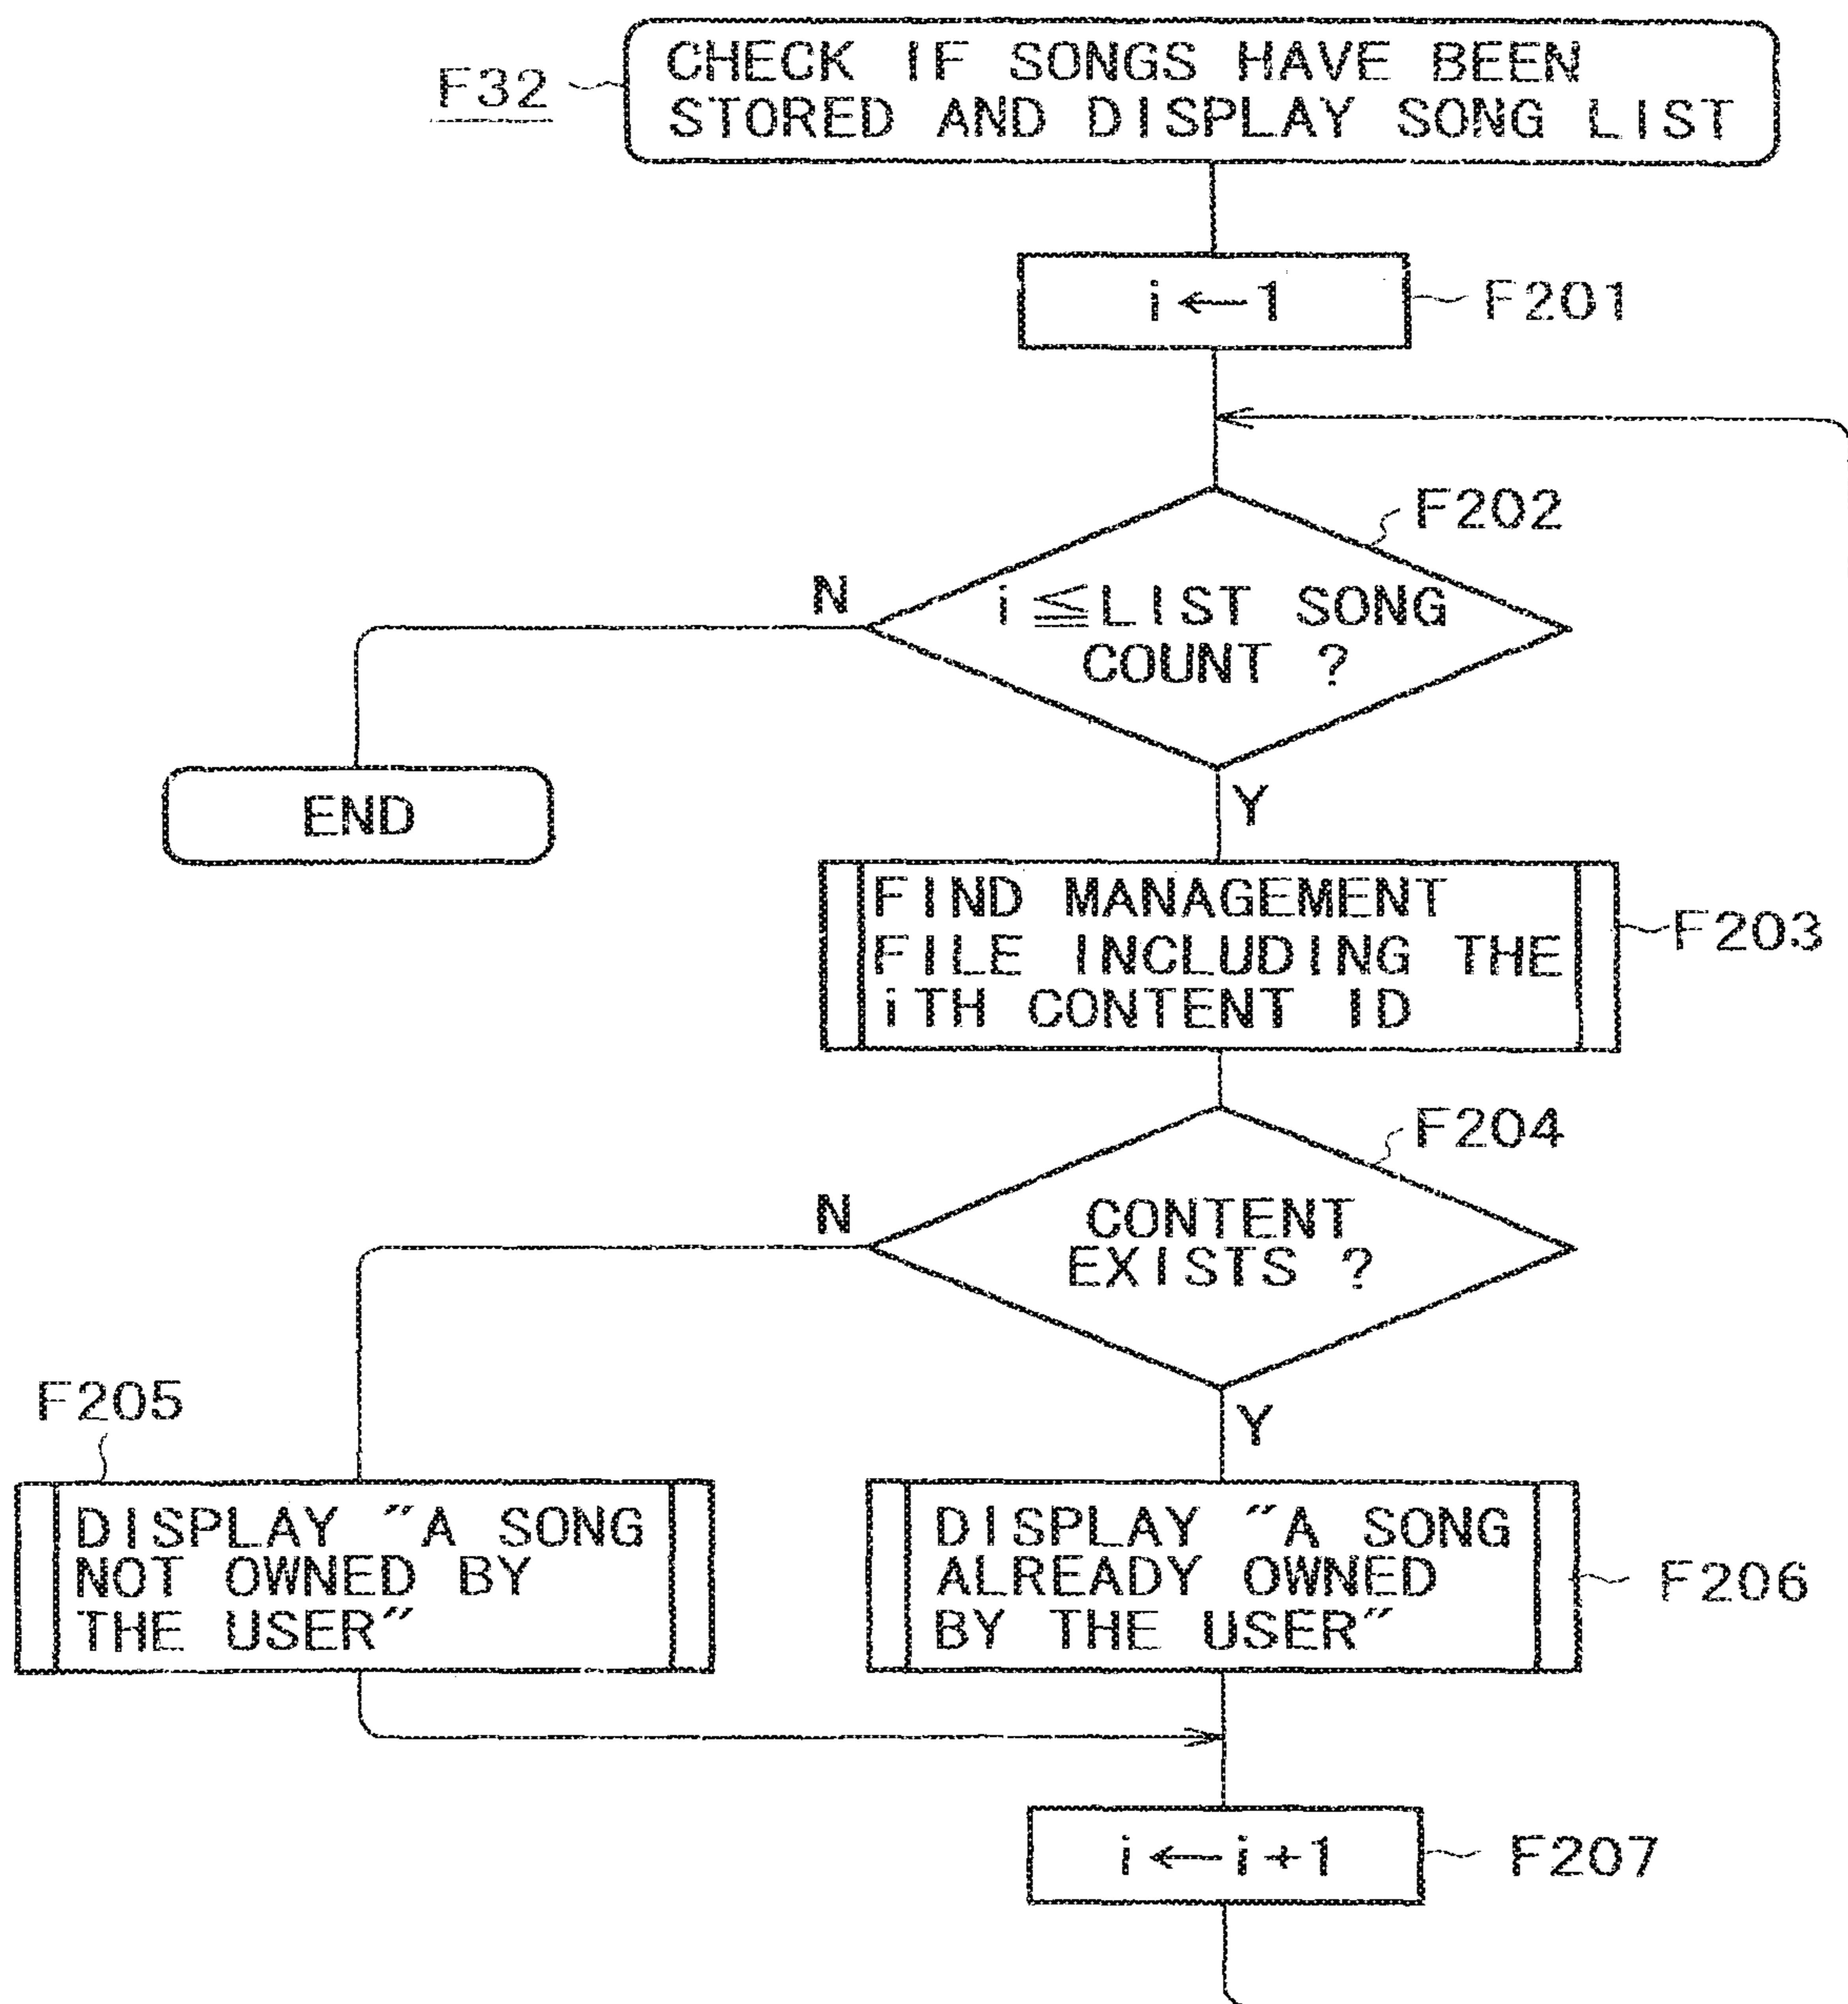 F32
CHECK IF SONGS HAVE BEEN
STORED AND DISPLAY SONG LIST
i←1
F201
F202
N
i≦LIST SONG
COUNT ?
END
Y
FIND MANAGEMENT
FILE INCLUDING THE
iTH CONTENT ID
F203
F204
N
CONTENT
EXISTS ?
F205
Y
DISPLAY "A SONG
NOT OWNED BY
THE USER"
DISPLAY "A SONG
ALREADY OWNED
BY THE USER"
F206
i←i+1
F207